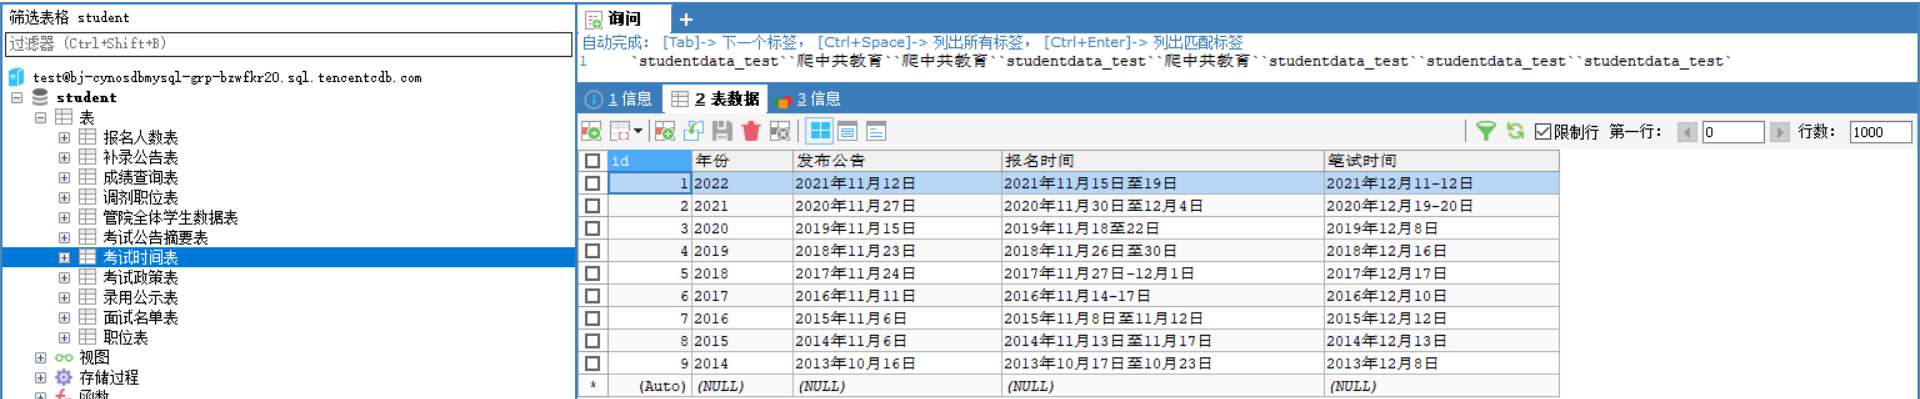 筛选表格 student
过滤器 (Ctrl+Shift+B)
test@bj-cynosdbmysql-grp-bzwfkr20.sql.tencentcdb.com
student
表
报名人数表
补录公告表
成绩查询表
调剂职位表
管院全体学生数据表
考试公告摘要表
考试时间表
考试政策表
录用公示表
面试名单表
职位表
视图
存储过程
函数
询问 +
自动完成: [Tab]-> 下一个标签, [Ctrl+Space]-> 列出所有标签, [Ctrl+Enter]-> 列出匹配标签
1 `studentdata_test``爬中共教育``爬中共教育``studentdata_test``爬中共教育``studentdata_test``studentdata_test``studentdata_test`
1 信息 2 表数据 3 信息
限制行 第一行: 0 行数: 1000
id 年份 发布公告 报名时间 笔试时间
1 2022 2021年11月12日 2021年11月15日至19日 2021年12月11-12日
2 2021 2020年11月27日 2020年11月30日至12月4日 2020年12月19-20日
3 2020 2019年11月15日 2019年11月18至22日 2019年12月8日
4 2019 2018年11月23日 2018年11月26日至30日 2018年12月16日
5 2018 2017年11月24日 2017年11月27日-12月1日 2017年12月17日
6 2017 2016年11月11日 2016年11月14-17日 2016年12月10日
7 2016 2015年11月6日 2015年11月8日至11月12日 2015年12月12日
8 2015 2014年11月6日 2014年11月13日至11月17日 2014年12月13日
9 2014 2013年10月16日 2013年10月17日至10月23日 2013年12月8日
* (Auto) (NULL) (NULL) (NULL) (NULL)